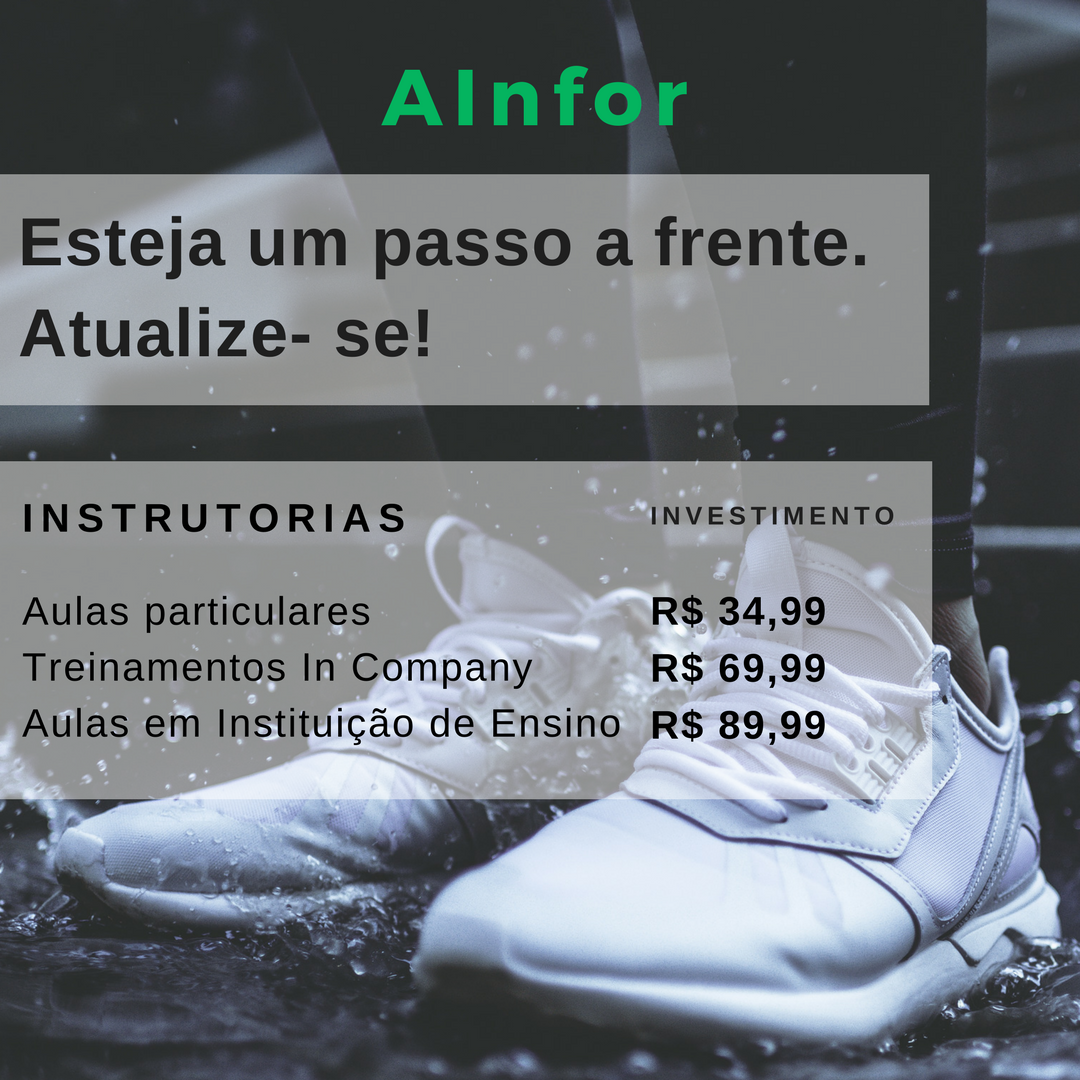 AInfor
Esteja um passo a frente.
Atualize- se!
INSTRUTORIAS INVESTIMENTO
Aulas particulares R$ 34,99
Treinamentos In Company R$ 69,99
Aulas em Instituição de Ensino R$ 89,99